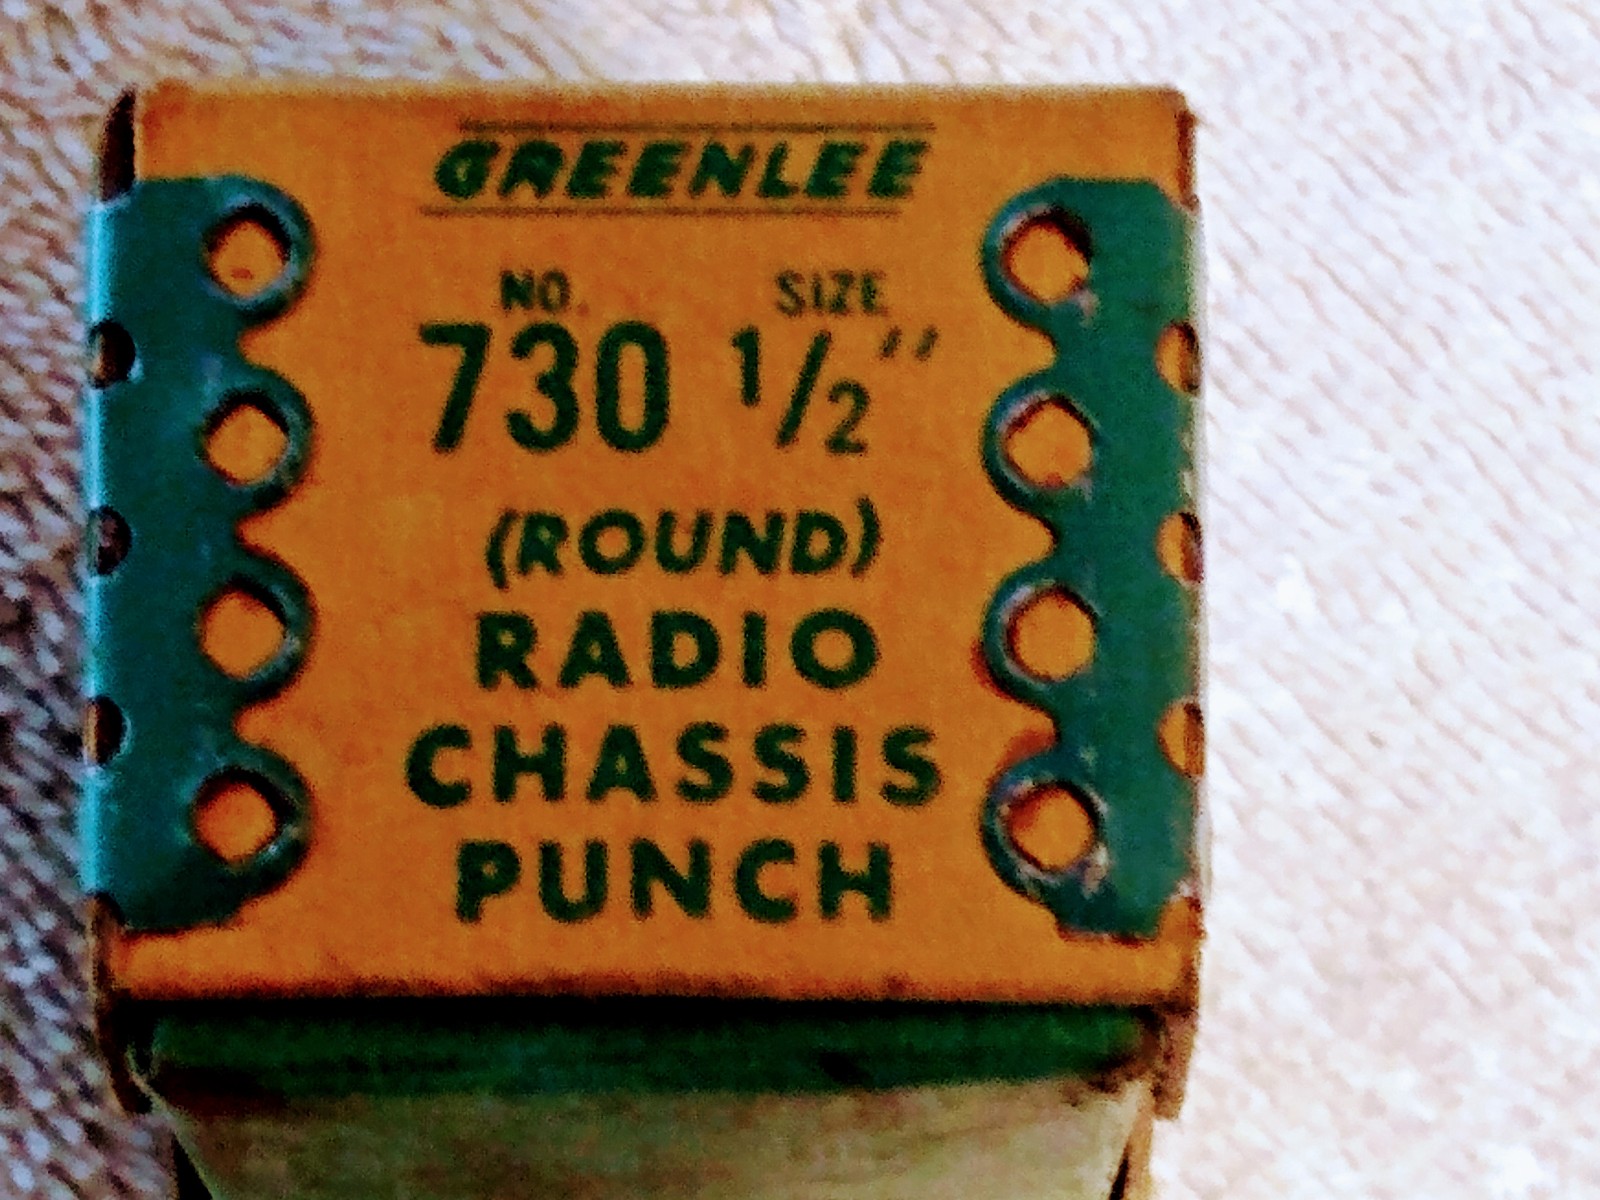 GREENLEE
NO. SIZE
730 1/2"
(ROUND)
RADIO
CHASSIS
PUNCH